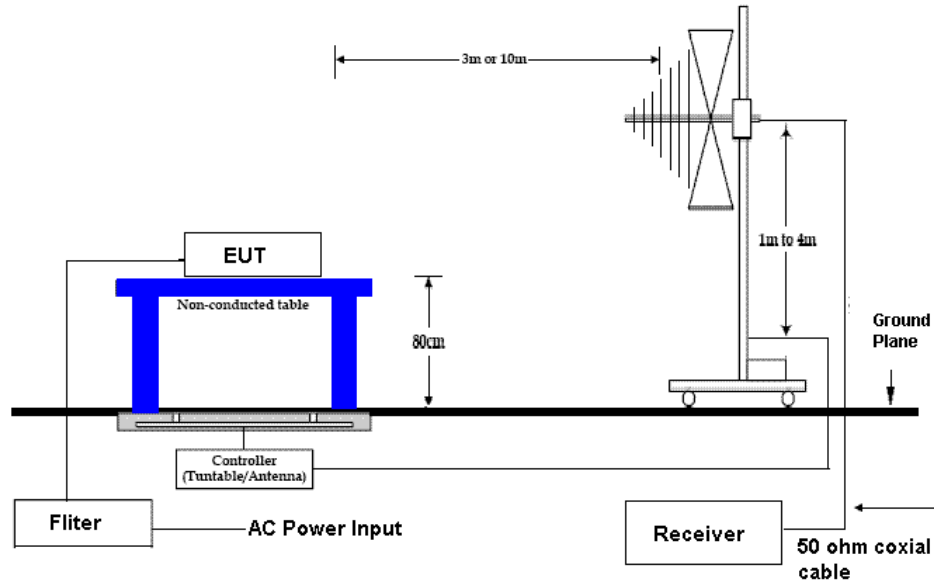 3m or 10m
1m to 4m
EUT
Non-conducted table
80cm
Ground
Plane
Controller
(Tuntable/Antenna)
Fliter
AC Power Input
Receiver
50 ohm coxial
cable